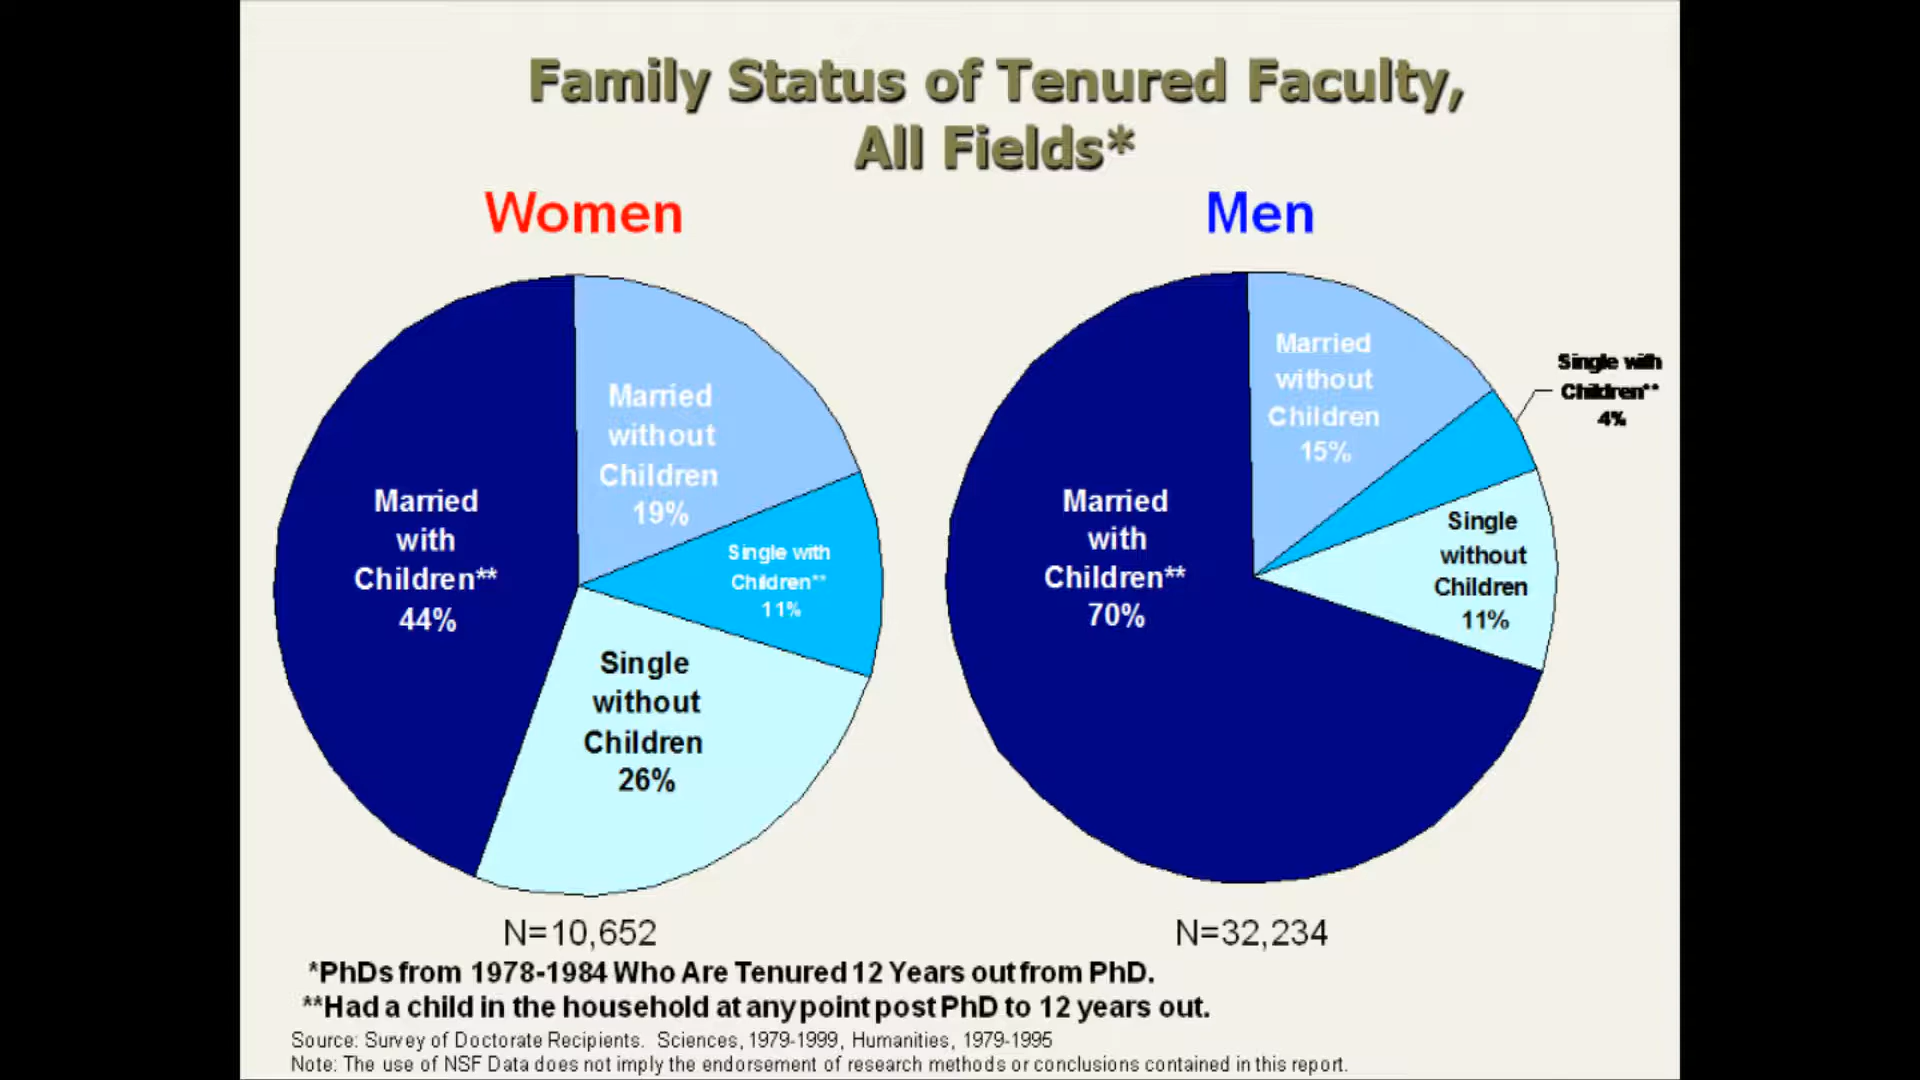 Family Status of Tenured Faculty,
All Fields*
Women
Married
without
Children
19%
Single with
Children**
11%
Single
without
Children
26%
Married
with
Children**
44%
N=10,652
Men
Married
without
Children
15%
Single with
Children**
4%
Single
without
Children
11%
Married
with
Children**
70%
N=32,234
*PhDs from 1978-1984 Who Are Tenured 12 Years out from PhD.
**Had a child in the household at any point post PhD to 12 years out.
Source: Survey of Doctorate Recipients. Sciences, 1979-1999, Humanities, 1979-1995
Note: The use of NSF Data does not imply the endorsement of research methods or conclusions contained in this report.